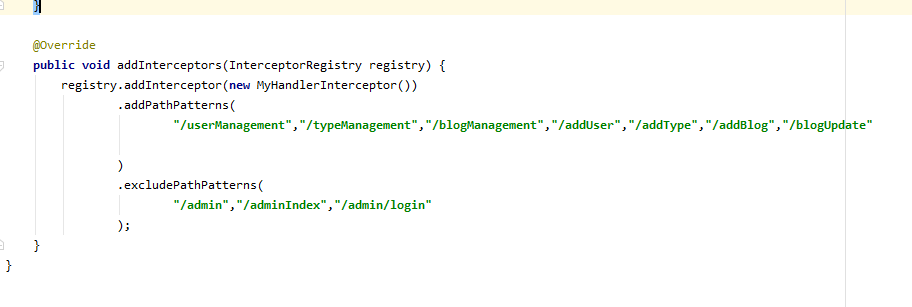 }
@Override
public void addInterceptors(InterceptorRegistry registry) {
registry.addInterceptor(new MyHandlerInterceptor())
.addPathPatterns(
"/userManagement","/typeManagement","/blogManagement","/addUser","/addType","/addBlog","/blogUpdate"
)
.excludePathPatterns(
"/admin","/adminIndex","/admin/login"
);
}
}